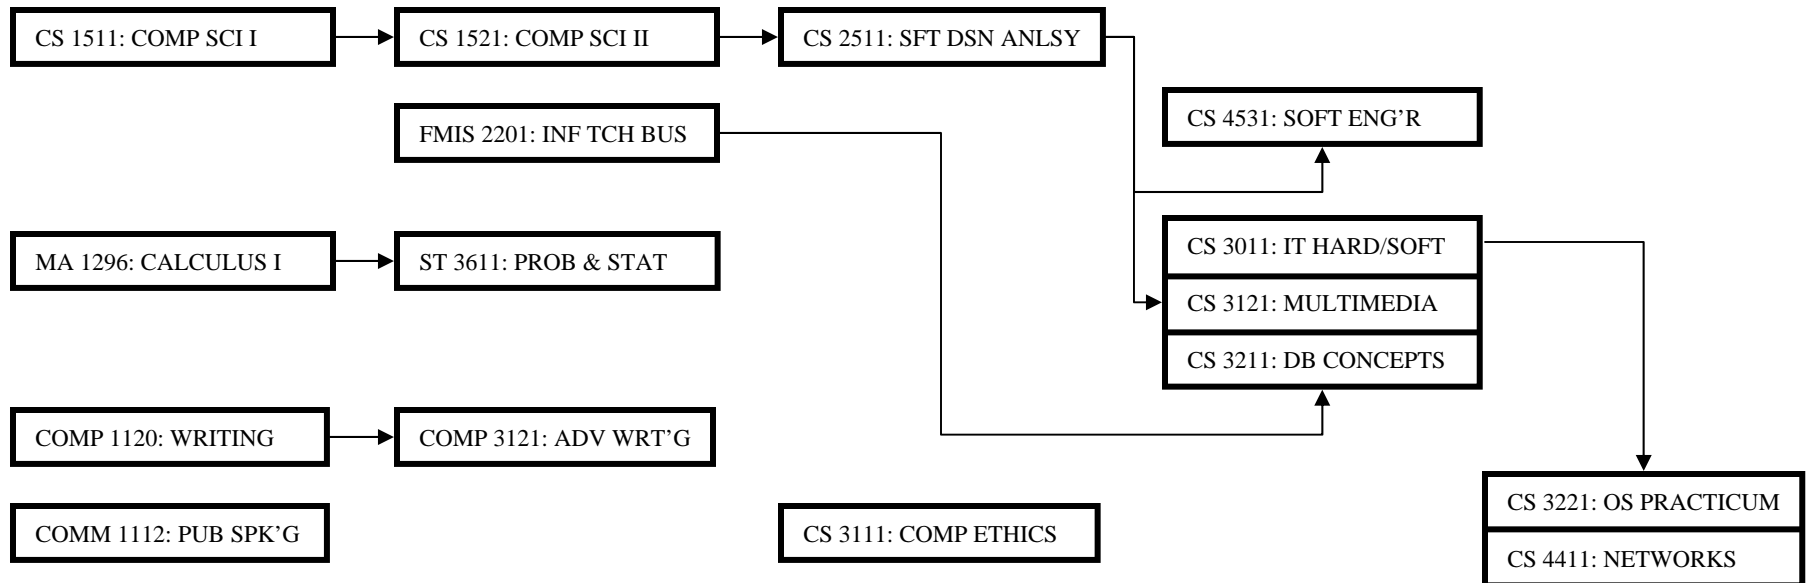 CS 1511: COMP SCI I
CS 1521: COMP SCI II
CS 2511: SFT DSN ANLSY
FMIS 2201: INF TCH BUS
CS 4531: SOFT ENG’R
MA 1296: CALCULUS I
ST 3611: PROB & STAT
CS 3011: IT HARD/SOFT
CS 3121: MULTIMEDIA
CS 3211: DB CONCEPTS
COMP 1120: WRITING
COMP 3121: ADV WRT’G
COMM 1112: PUB SPK’G
CS 3111: COMP ETHICS
CS 3221: OS PRACTICUM
CS 4411: NETWORKS